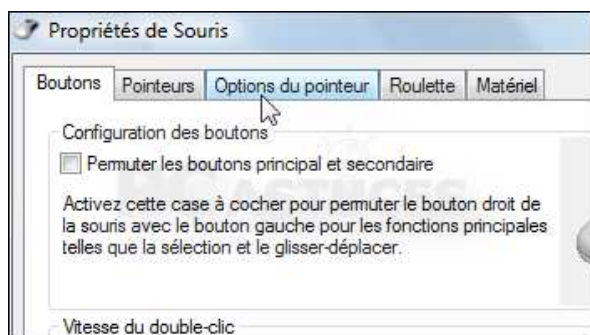 Propriétés de Souris
Boutons Pointeurs Options du pointeur Roulette Matériel
Configuration des boutons
Permuter les boutons principal et secondaire
Activez cette case à cocher pour permuter le bouton droit de
la souris avec le bouton gauche pour les fonctions principales
telles que la sélection et le glisser-déplacer.
Vitesse du double-clic